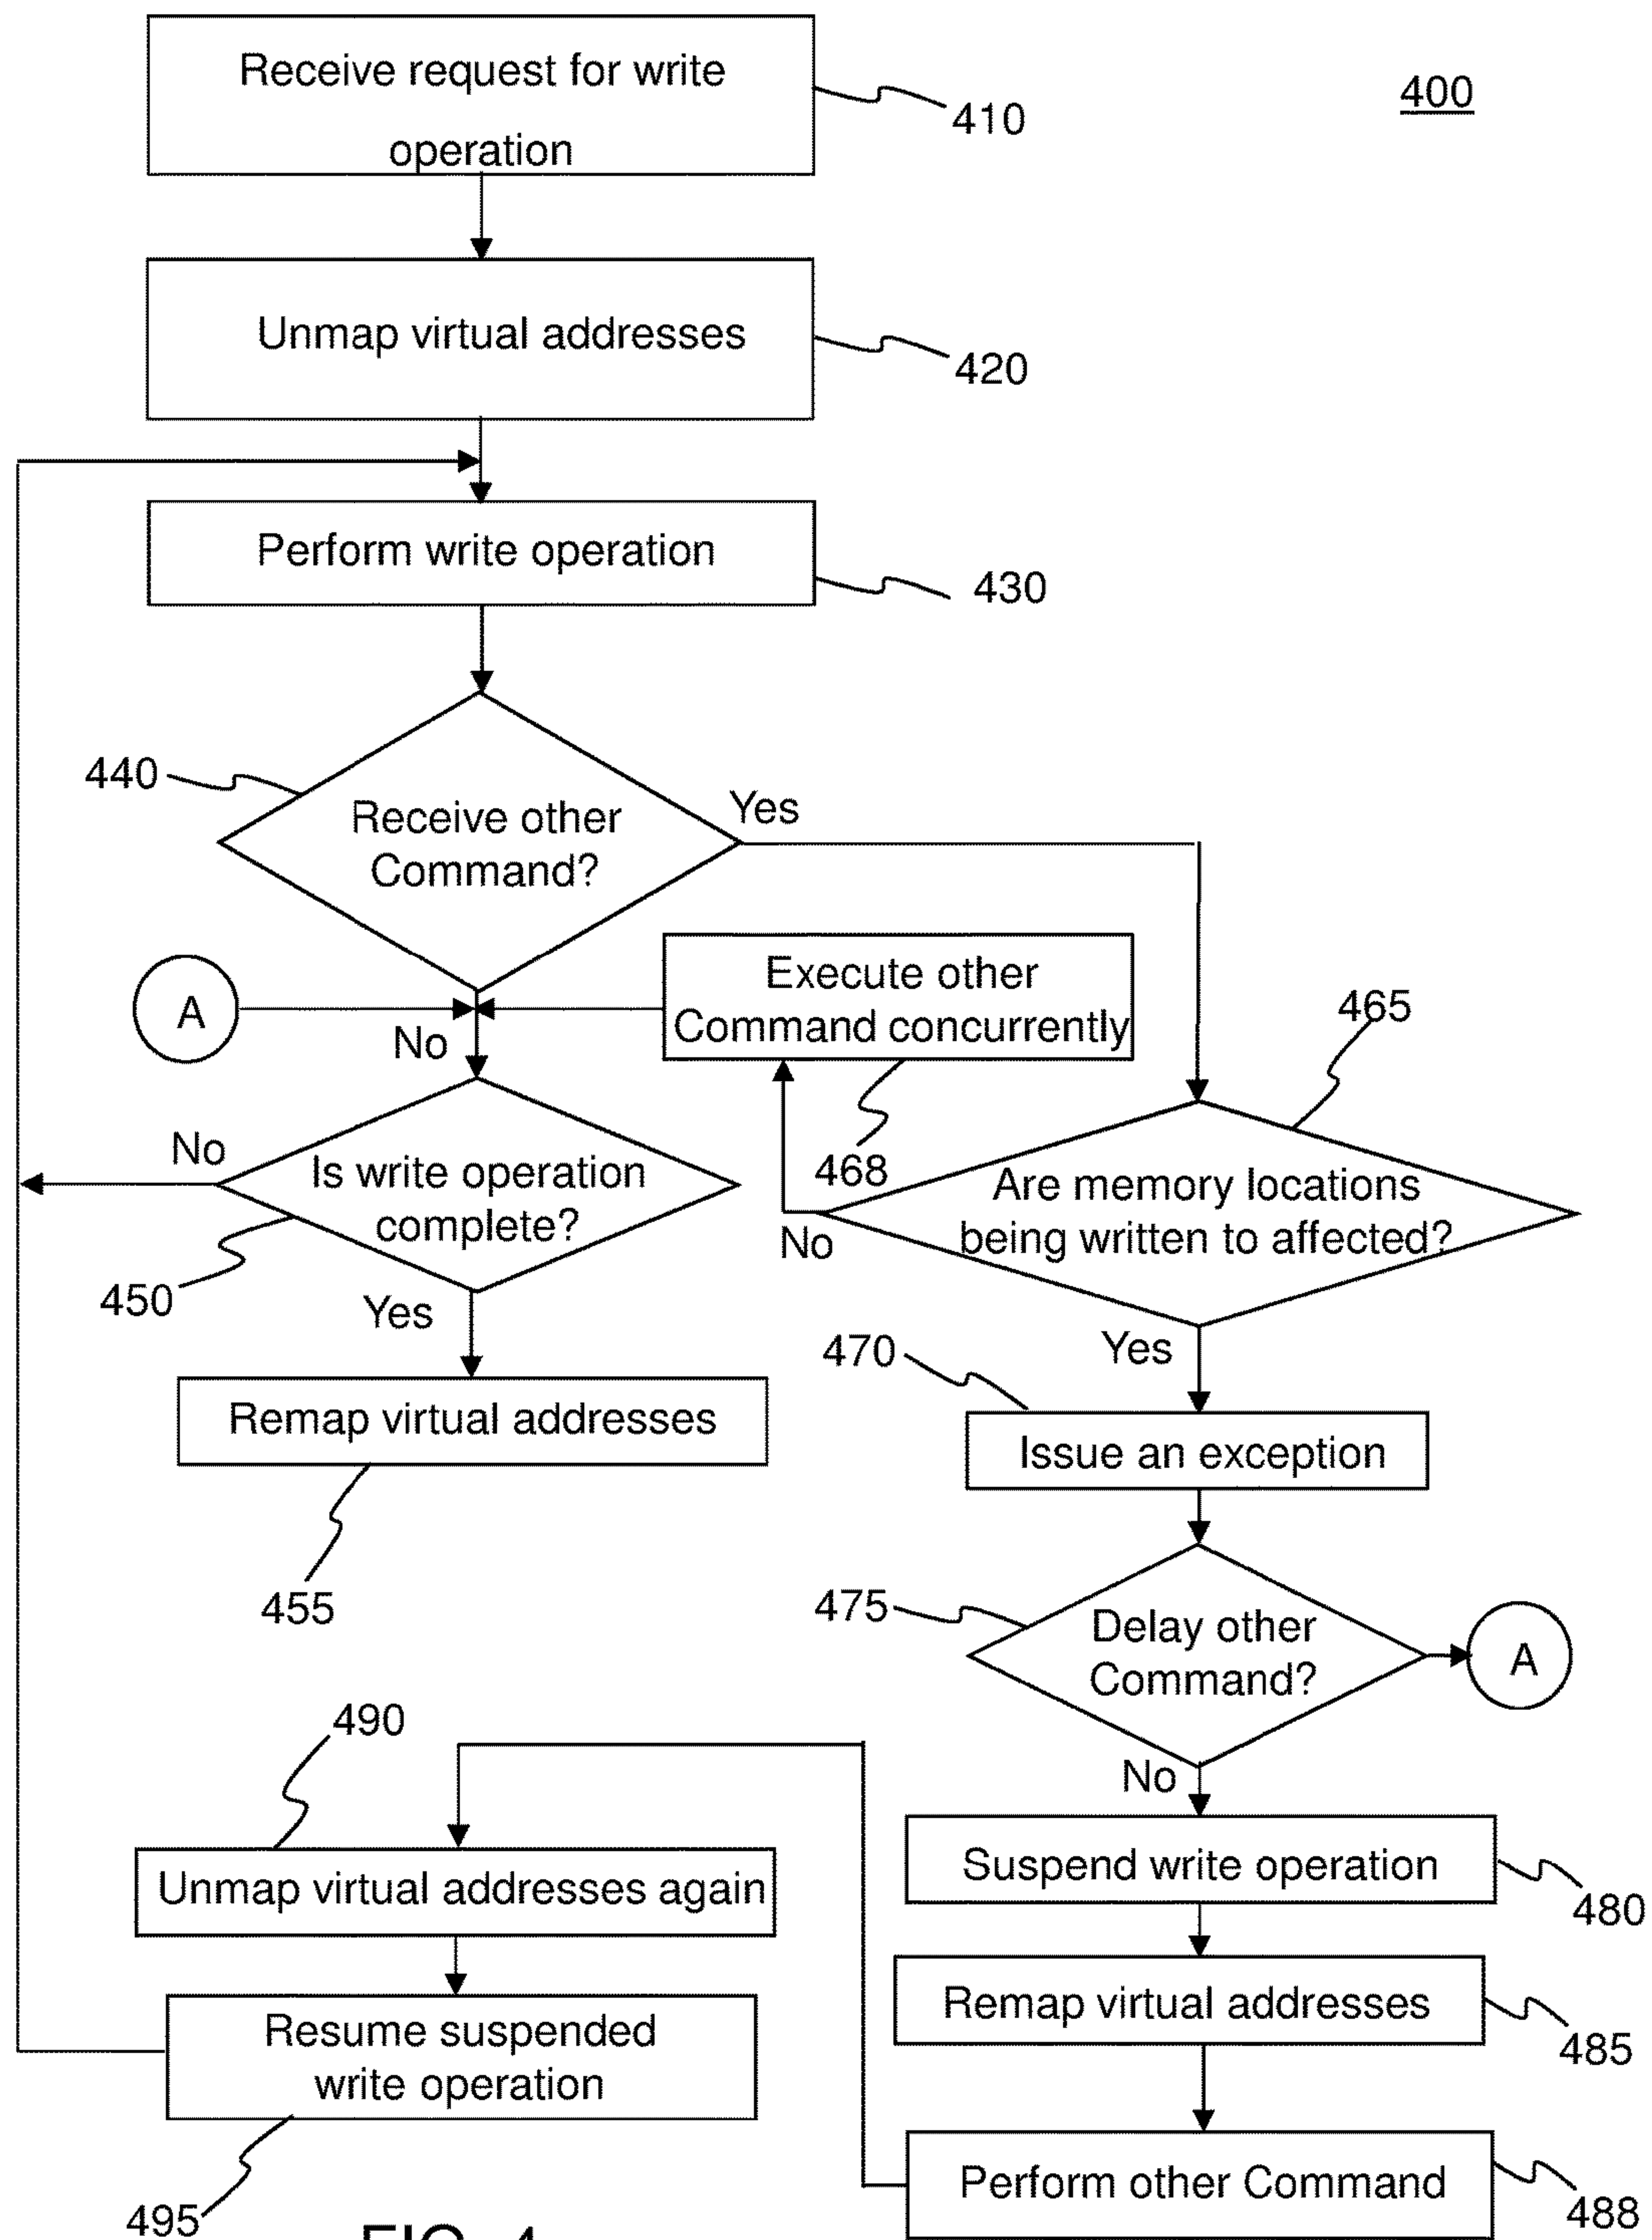 Receive request for write
operation
410
400
Unmap virtual addresses
420
Perform write operation
430
440
Receive other
Command?
Yes
A
No
Execute other
Command concurrently
468
465
No
Is write operation
complete?
450
Yes
Are memory locations
being written to affected?
No
Yes
Remap virtual addresses
455
470
Issue an exception
475
Delay other
Command?
A
No
490
Unmap virtual addresses again
Suspend write operation
480
Remap virtual addresses
485
Resume suspended
write operation
495
Perform other Command
488
FIG. 4